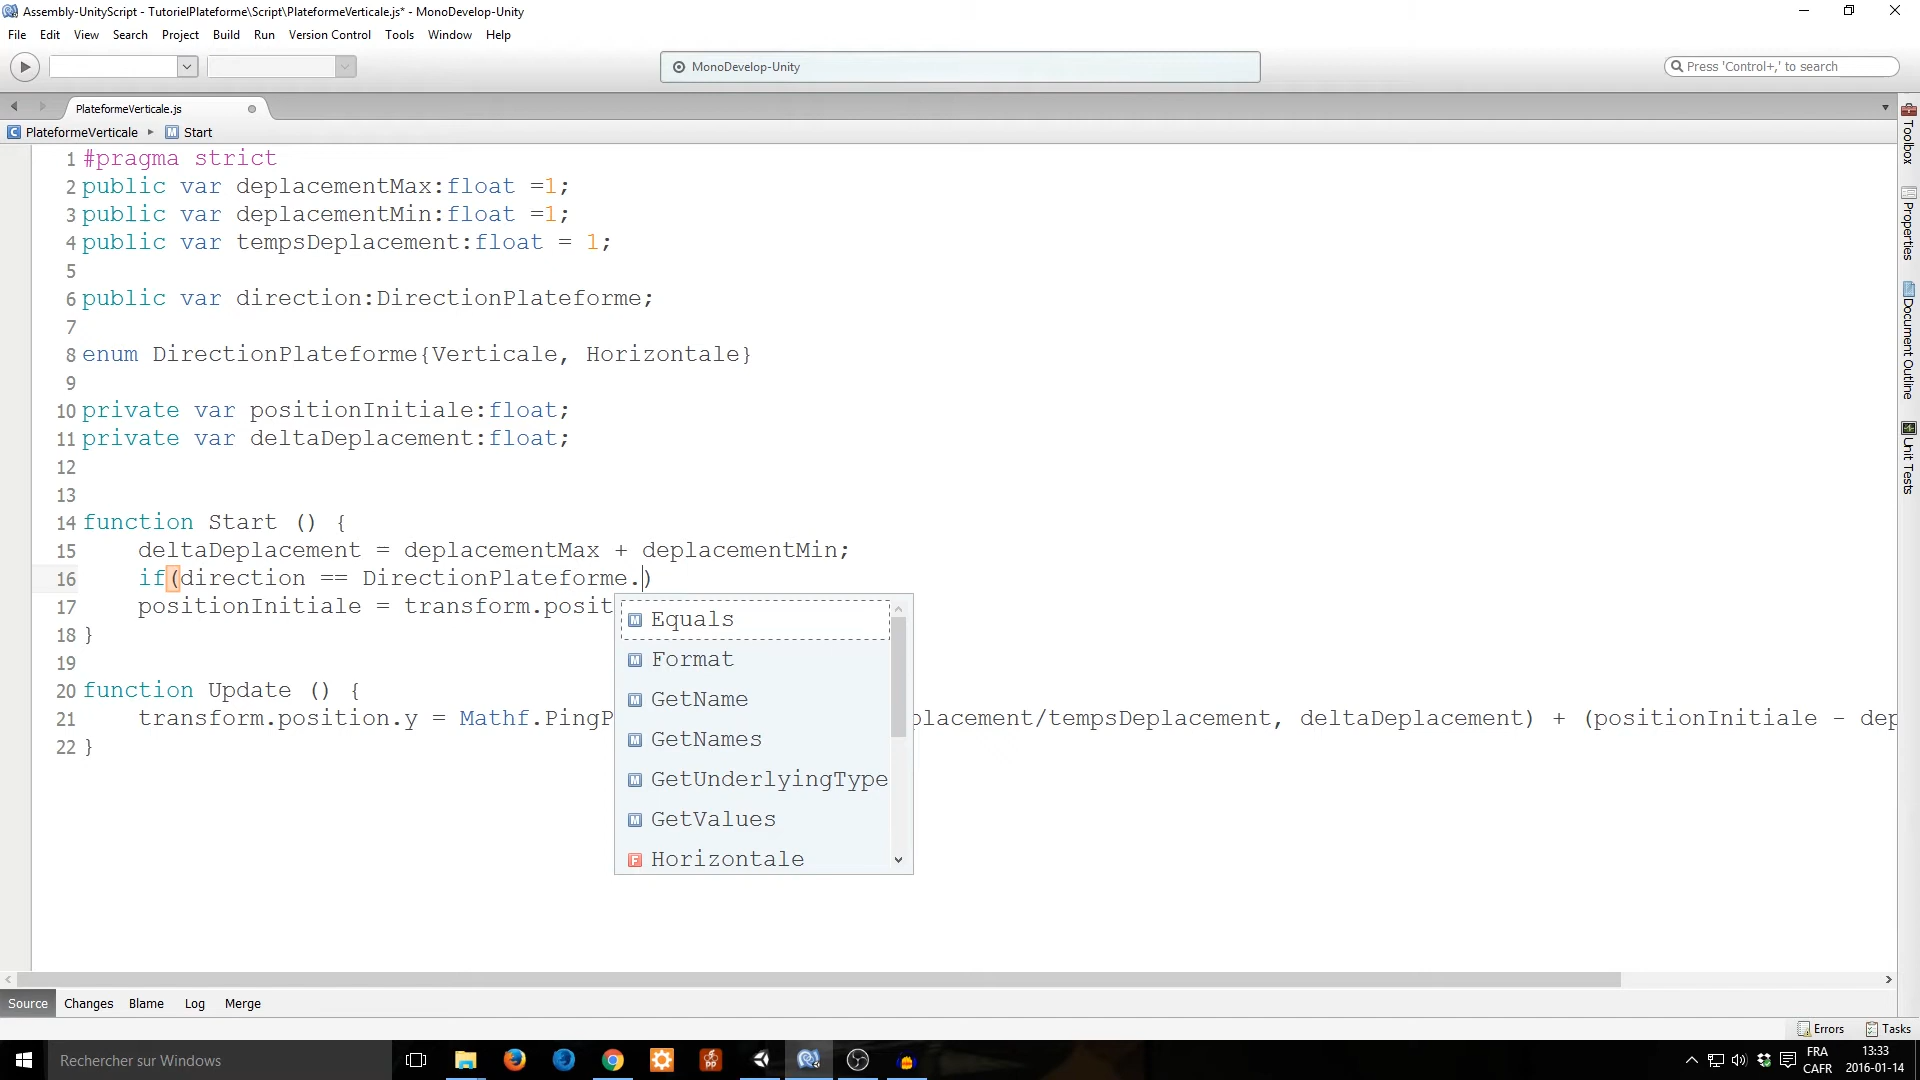 Assembly-UnityScript - TutorielPlateforme\Script\PlateformeVerticale.js* - MonoDevelop-Unity
File Edit View Search Project Build Run Version Control Tools Window Help
MonoDevelop-Unity
Press 'Control+,' to search
PlateformeVerticale.js
PlateformeVerticale Start
1 #pragma strict
2 public var deplacementMax:float =1;
3 public var deplacementMin:float =1;
4 public var tempsDeplacement:float = 1;
5
6 public var direction:DirectionPlateforme;
7
8 enum DirectionPlateforme{Verticale, Horizontale}
9
10 private var positionInitiale:float;
11 private var deltaDeplacement:float;
12
13
14 function Start () {
15 deltaDeplacement = deplacementMax + deplacementMin;
16 if(direction == DirectionPlateforme.)
17 positionInitiale = transform.posit
18 }
19
20 function Update () {
21 transform.position.y = Mathf.PingP placement/tempsDeplacement, deltaDeplacement) + (positionInitiale - dep
22 }
Equals
Format
GetName
GetNames
GetUnderlyingType
GetValues
Horizontale
Toolbox
Properties
Document Outline
Unit Tests
Source Changes Blame Log Merge
Errors Tasks
Rechercher sur Windows
FRA
CAFR
13:33
2016-01-14